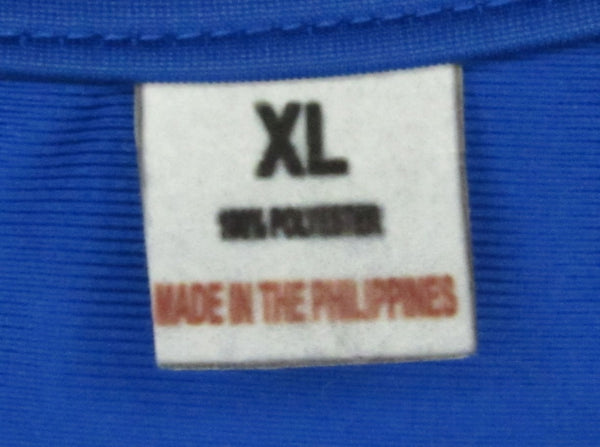 XL
100% POLYESTER
MADE IN THE PHILIPPINES